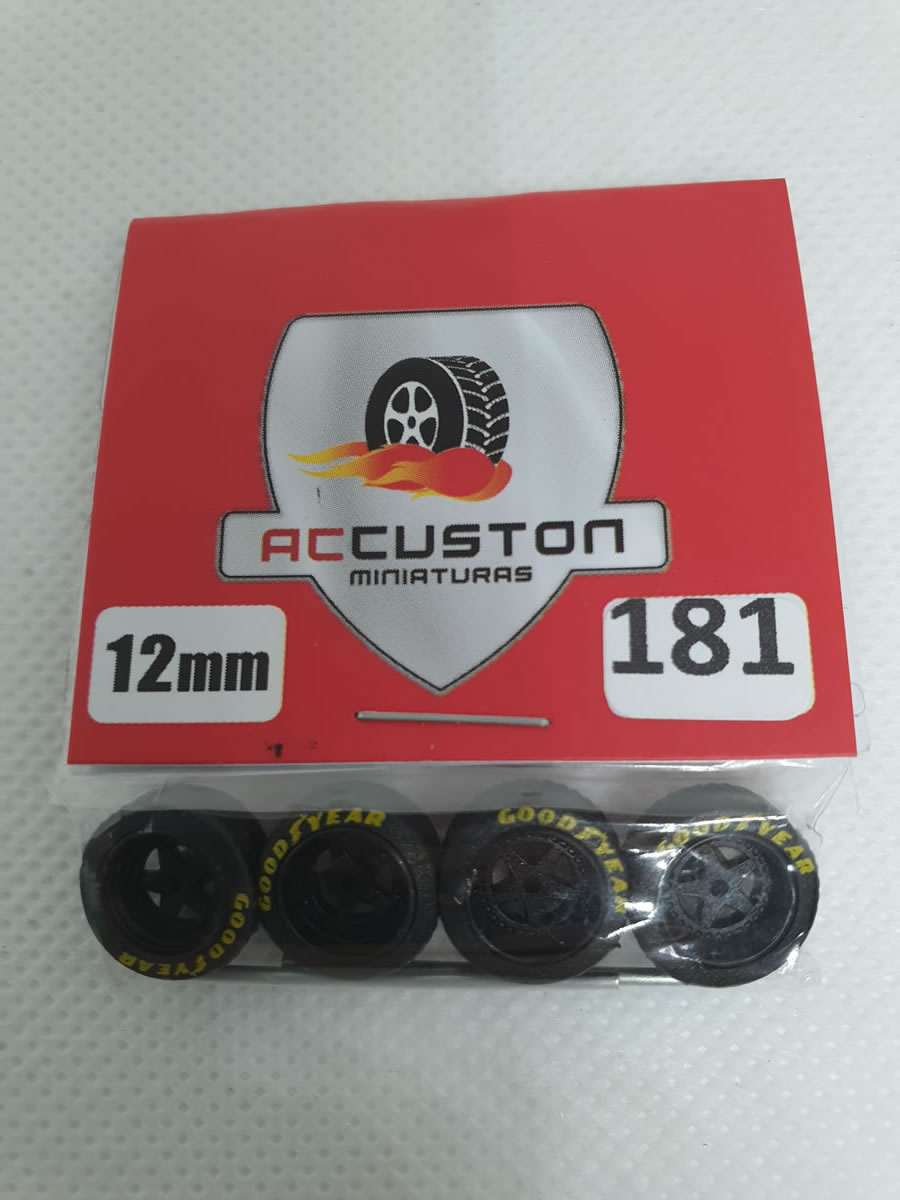 ACCUSTON
MINIATURAS
12mm
181
GOODYEAR
GOODYEAR
GOODYEAR
GOODYEAR